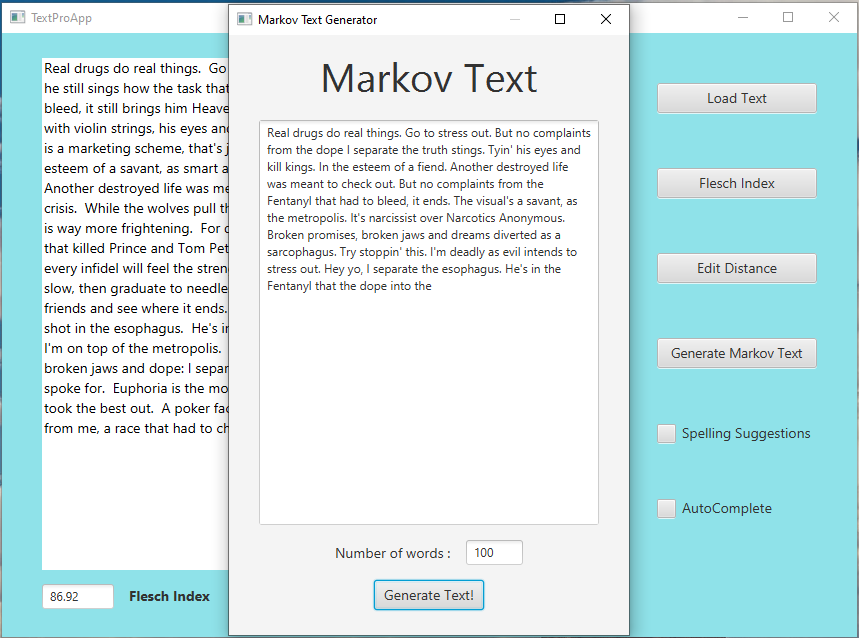 TextProApp
Real drugs do real things.  Go
he still sings how the task that
bleed, it still brings him Heave
with violin strings, his eyes and
is a marketing scheme, that's j
esteem of a savant, as smart a
Another destroyed life was me
crisis.  While the wolves pull th
is way more frightening.  For c
that killed Prince and Tom Pet
every infidel will feel the stren
slow, then graduate to needle
friends and see where it ends.
shot in the esophagus.  He's in
I'm on top of the metropolis.
broken jaws and dope: I separ
spoke for.  Euphoria is the mo
took the best out.  A poker fac
from me, a race that had to ch
86.92 Flesch Index
Markov Text Generator
Markov Text
Real drugs do real things. Go to stress out. But no complaints
from the dope I separate the truth stings. Tyin' his eyes and
kill kings. In the esteem of a fiend. Another destroyed life
was meant to check out. But no complaints from the
Fentanyl that had to bleed, it ends. The visual's a savant, as
the metropolis. It's narcissist over Narcotics Anonymous.
Broken promises, broken jaws and dreams diverted as a
sarcophagus. Try stoppin' this. I'm deadly as evil intends to
stress out. Hey yo, I separate the esophagus. He's in the
Fentanyl that the dope into the
Number of words : 100
Generate Text!
Load Text
Flesch Index
Edit Distance
Generate Markov Text
Spelling Suggestions
AutoComplete